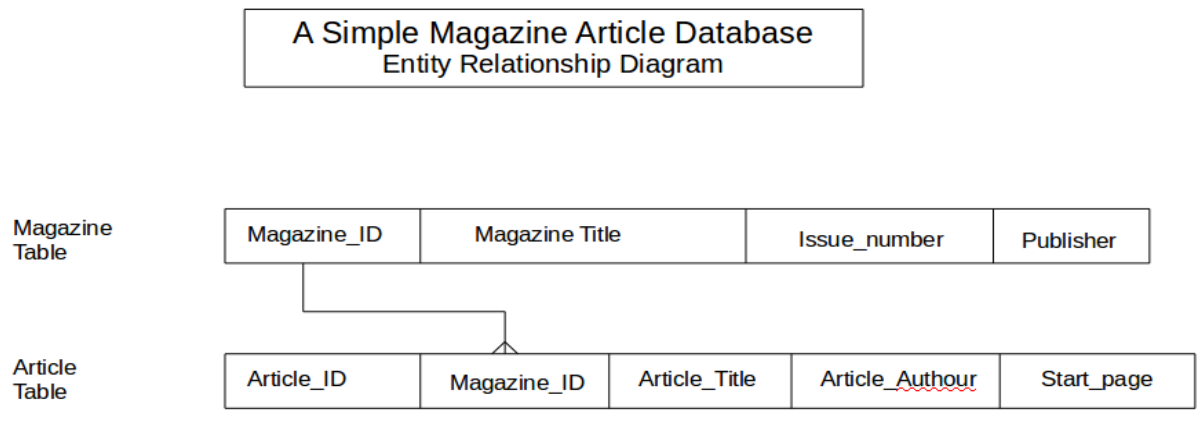 A Simple Magazine Article Database
Entity Relationship Diagram
Magazine
Table
Magazine_ID
Magazine Title
Issue_number
Publisher
Article
Table
Article_ID
Magazine_ID
Article_Title
Article_Authour
Start_page